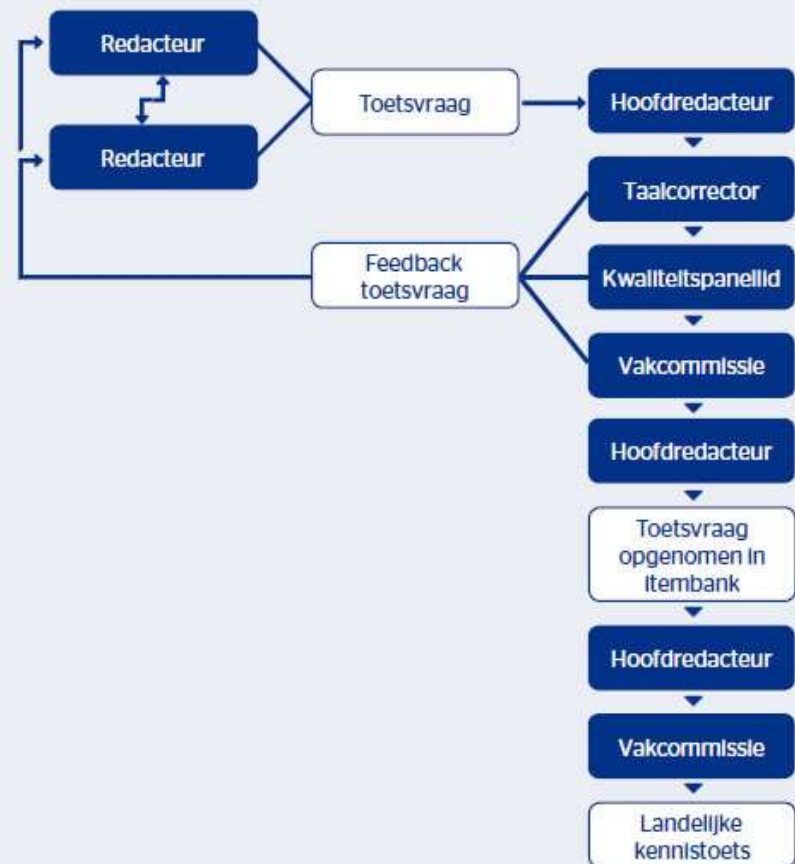 Redacteur
Redacteur
Toetsvraag
Hoofdredacteur
Taalcorrector
Feedback
toetsvraag
Kwaliteitspanellid
Vakcommissie
Hoofdredacteur
Toetsvraag
opgenomen in
itembank
Hoofdredacteur
Vakcommissie
Landelijke
kennistoets